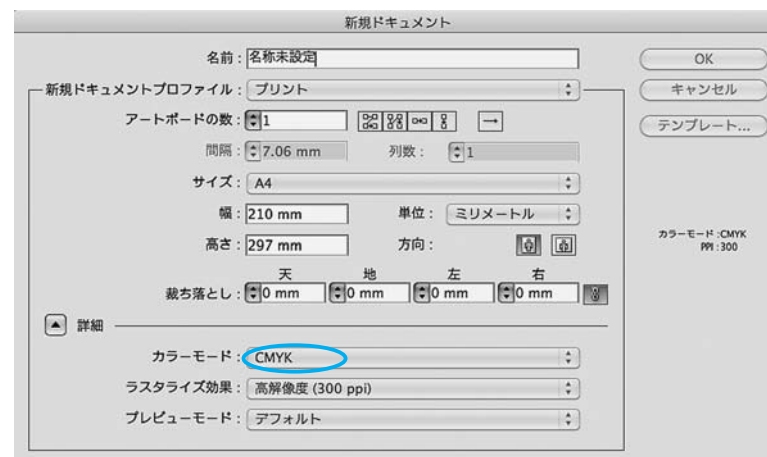 新規ドキュメント
名前：名称未設定
OK
新規ドキュメントプロファイル：プリント
キャンセル
アートボードの数：1
テンプレート...
間隔：7.06 mm 列数：1
サイズ：A4
幅：210 mm 単位：ミリメートル
高さ：297 mm 方向：
カラーモード :CMYK
PPI : 300
天 地 左 右
裁ち落とし：0 mm 0 mm 0 mm 0 mm
詳細
カラーモード：CMYK
ラスタライズ効果：高解像度 (300 ppi)
プレビューモード：デフォルト